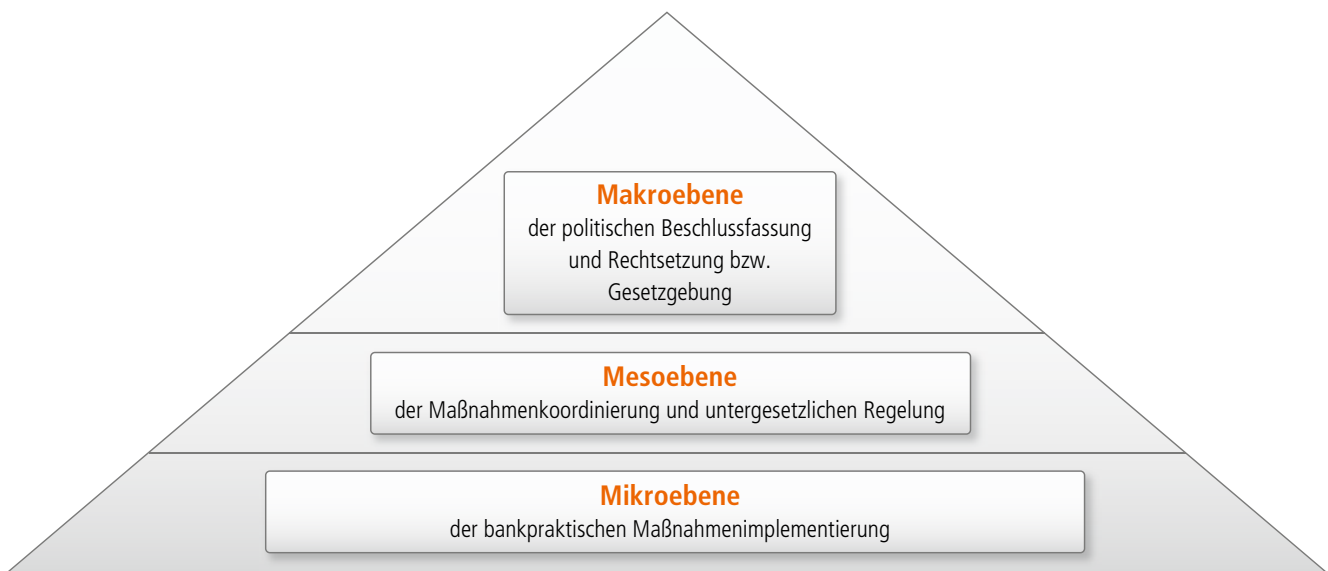 Makroebene
der politischen Beschlussfassung
und Rechtsetzung bzw.
Gesetzgebung
Mesoebene
der Maßnahmenkoordinierung und untergesetzlichen Regelung
Mikroebene
der bankpraktischen Maßnahmenimplementierung